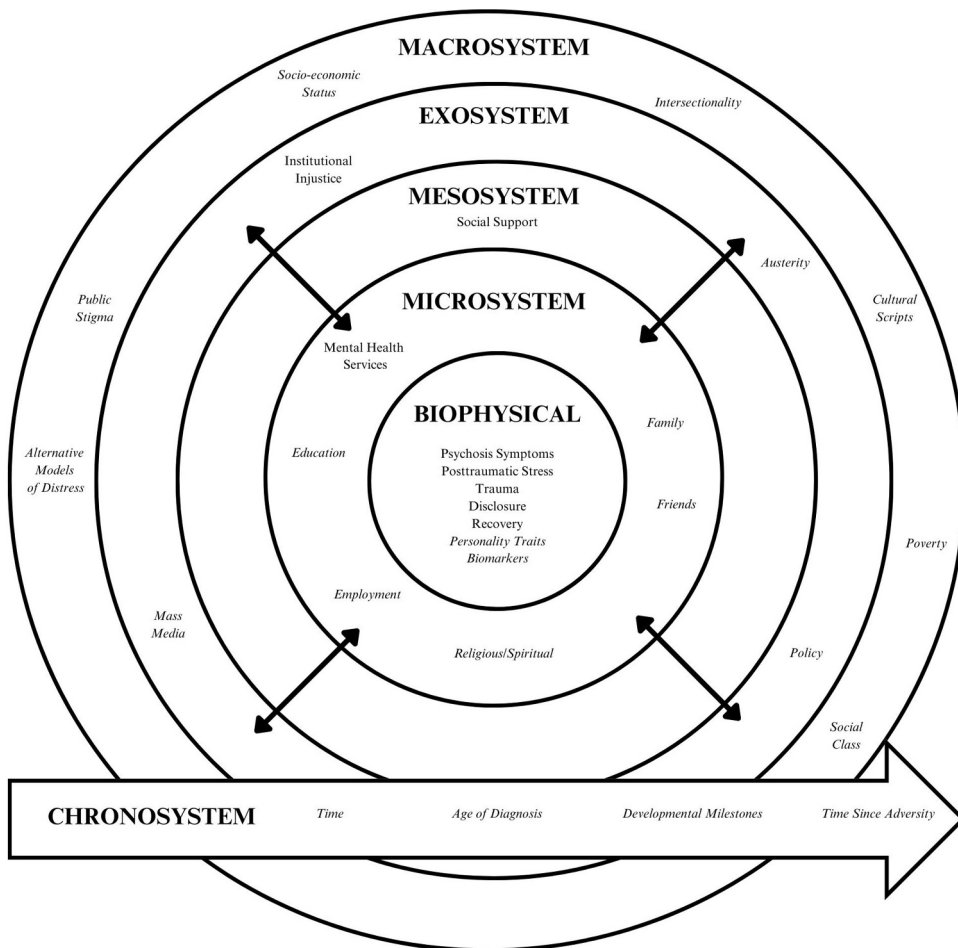 MACROSYSTEM
Socio-economic
Status
Intersectionality
EXOSYSTEM
Institutional
Injustice
MESOSYSTEM
Social Support
Austerity
Public
Stigma
Cultural
Scripts
MICROSYSTEM
Mental Health
Services
BIOPHYSICAL
Family
Education
Psychosis Symptoms
Posttraumatic Stress
Trauma
Disclosure
Recovery
Personality Traits
Biomarkers
Alternative
Models
of Distress
Friends
Poverty
Employment
Mass
Media
Religious/Spiritual
Policy
Social
Class
CHRONOSYSTEM
Time
Age of Diagnosis
Developmental Milestones
Time Since Adversity